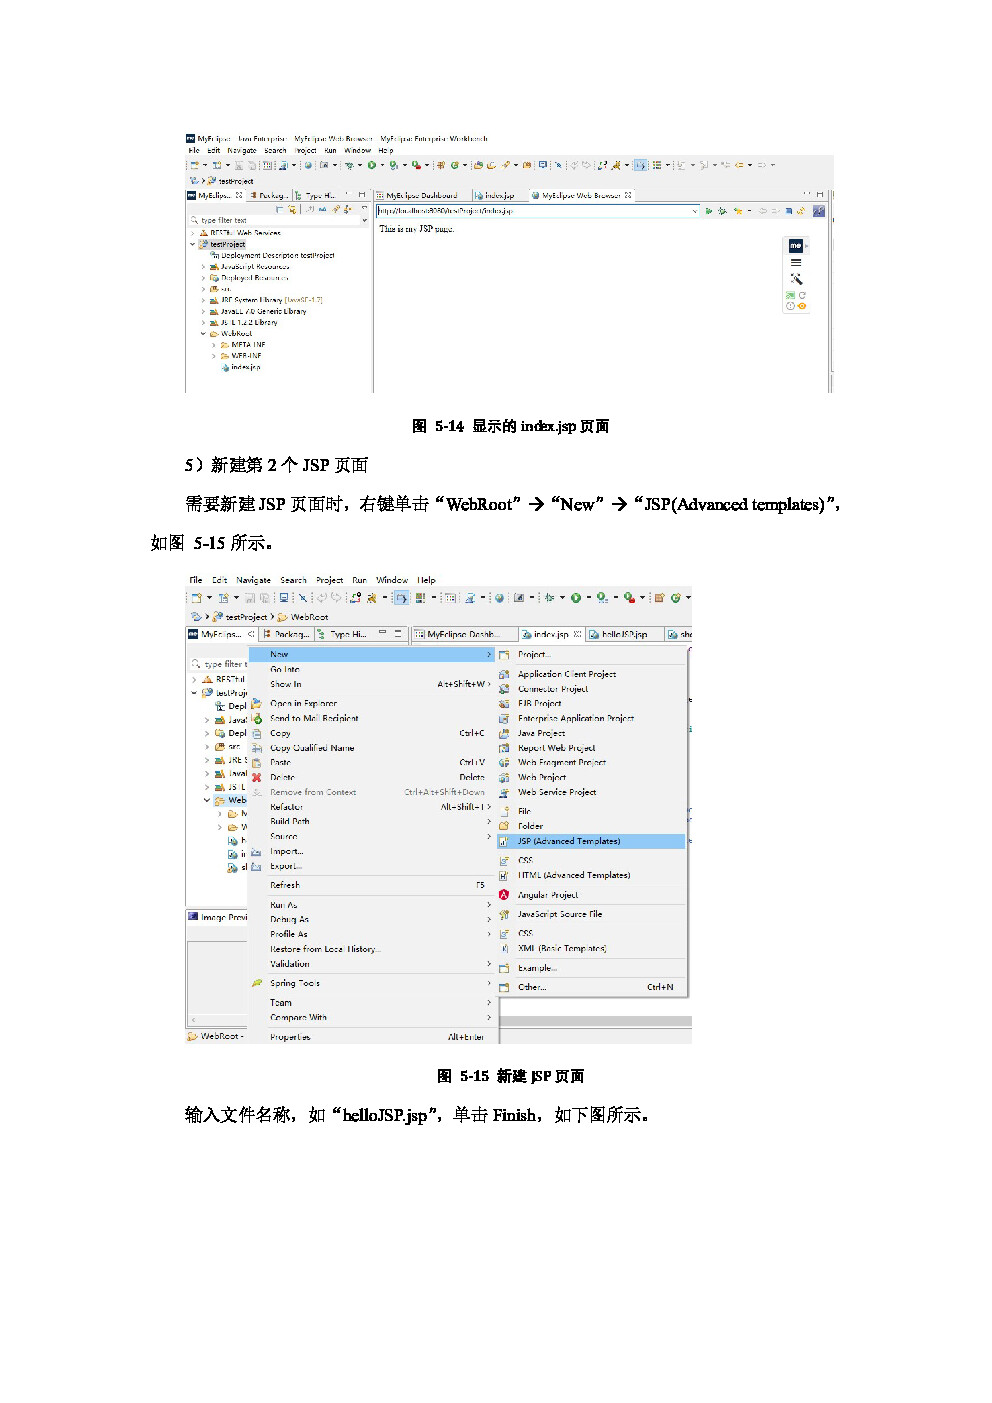 MyEclipse - Java Enterprise - MyEclipse Web Browser - MyEclipse Enterprise Workbench
File Edit Navigate Search Project Run Window Help
testProject
MyEclips... Packag... Type Hi... MyEclipse Dashboard index.jsp MyEclipse Web Browser
http://localhost:8080/testProject/index.jsp
type filter text
This is my JSP page.
RESTful Web Services
testProject
me
Deployment Descriptor: testProject
JavaScript Resources
Deployed Resources
src
JRE System Library [JavaSE-1.7]
JavaEE 7.0 Generic Library
JSTL 1.2.2 Library
WebRoot
META-INF
WEB-INF
index.jsp
图 5-14 显示的 index.jsp 页面
5）新建第 2 个 JSP 页面
需要新建 JSP 页面时，右键单击“WebRoot”→“New”→“JSP(Advanced templates)”，
如图 5-15 所示。
File Edit Navigate Search Project Run Window Help
testProject WebRoot
MyEclips... Packag... Type Hi... MyEclipse Dashb... index.jsp helloJSP.jsp
New Project...
type filter t
Go Into
Application Client Project
RESTful
Show In Alt+Shift+W
Connector Project
testProj
Open in Explorer EJB Project
Depl
Send to Mail Recipient Enterprise Application Project
Java
Copy Ctrl+C Java Project
Depl
Copy Qualified Name Report Web Project
src
Paste Ctrl+V Web Fragment Project
JRE S
Delete Delete Web Project
Java
Remove from Context Ctrl+Alt+Shift+Down Web Service Project
JSTL
Refactor Alt+Shift+T File
Web
Build Path Folder
Source JSP (Advanced Templates)
Import... CSS
Export... HTML (Advanced Templates)
Refresh F5
Angular Project
Run As
Debug As JavaScript Source File
Image Previ
Profile As CSS
Restore from Local History... XML (Basic Templates)
Validation Example...
Spring Tools Other... Ctrl+N
Team
Compare With
WebRoot - Properties Alt+Enter
图 5-15 新建 JSP 页面
输入文件名称，如“helloJSP.jsp”，单击 Finish，如下图所示。